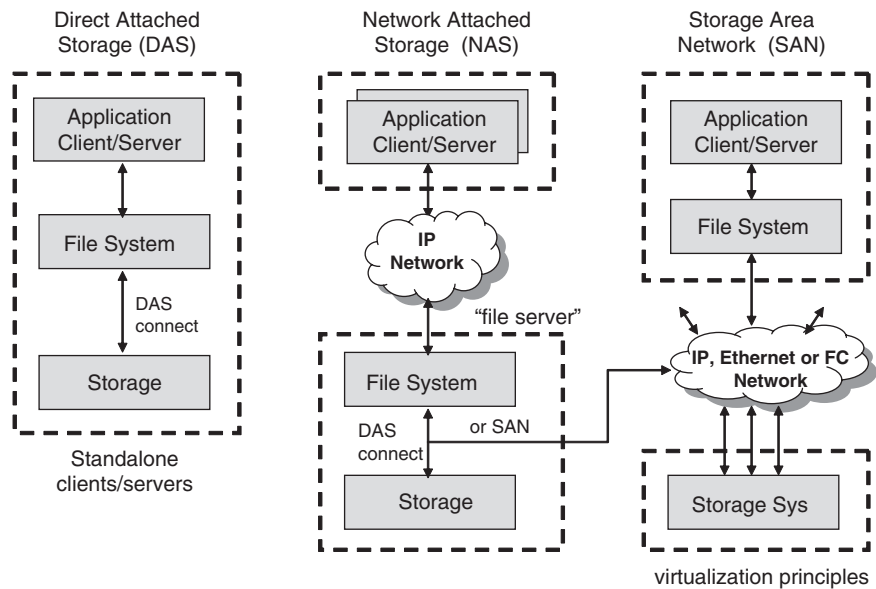 Direct Attached
Storage (DAS)
Application
Client/Server
File System
DAS
connect
Storage
Standalone
clients/servers
Network Attached
Storage (NAS)
Application
Client/Server
IP
Network
"file server"
File System
DAS
connect
or SAN
Storage
Storage Area
Network (SAN)
Application
Client/Server
File System
IP, Ethernet or FC
Network
Storage Sys
virtualization principles